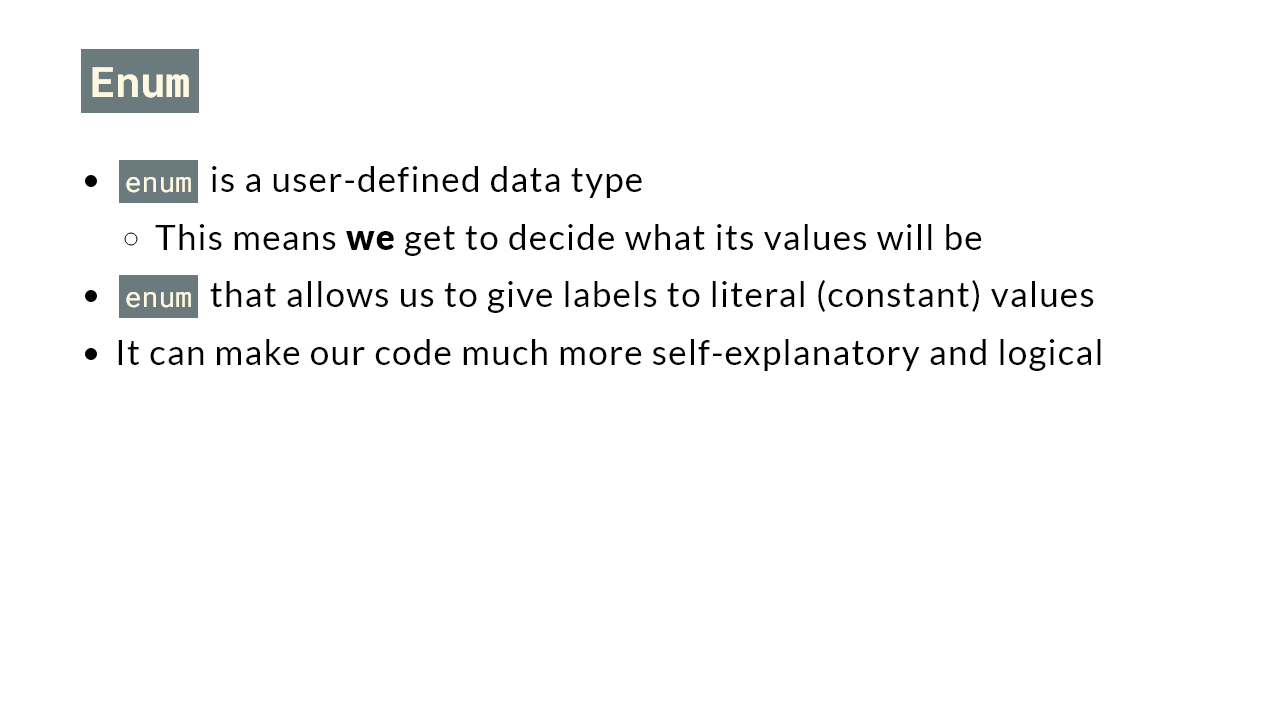 Enum
enum is a user-defined data type
This means we get to decide what its values will be
enum that allows us to give labels to literal (constant) values
It can make our code much more self-explanatory and logical